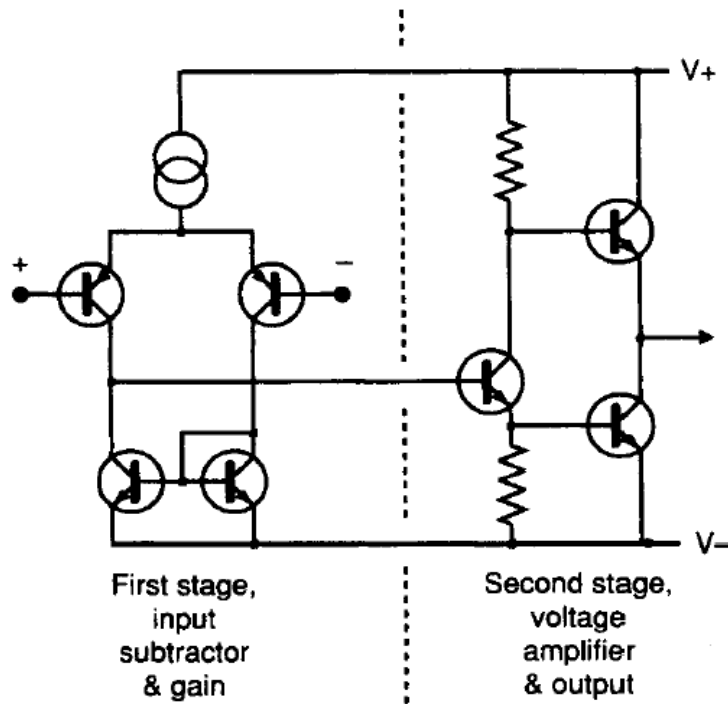 V+
+
−
V−
First stage,
input
subtractor
& gain
Second stage,
voltage
amplifier
& output